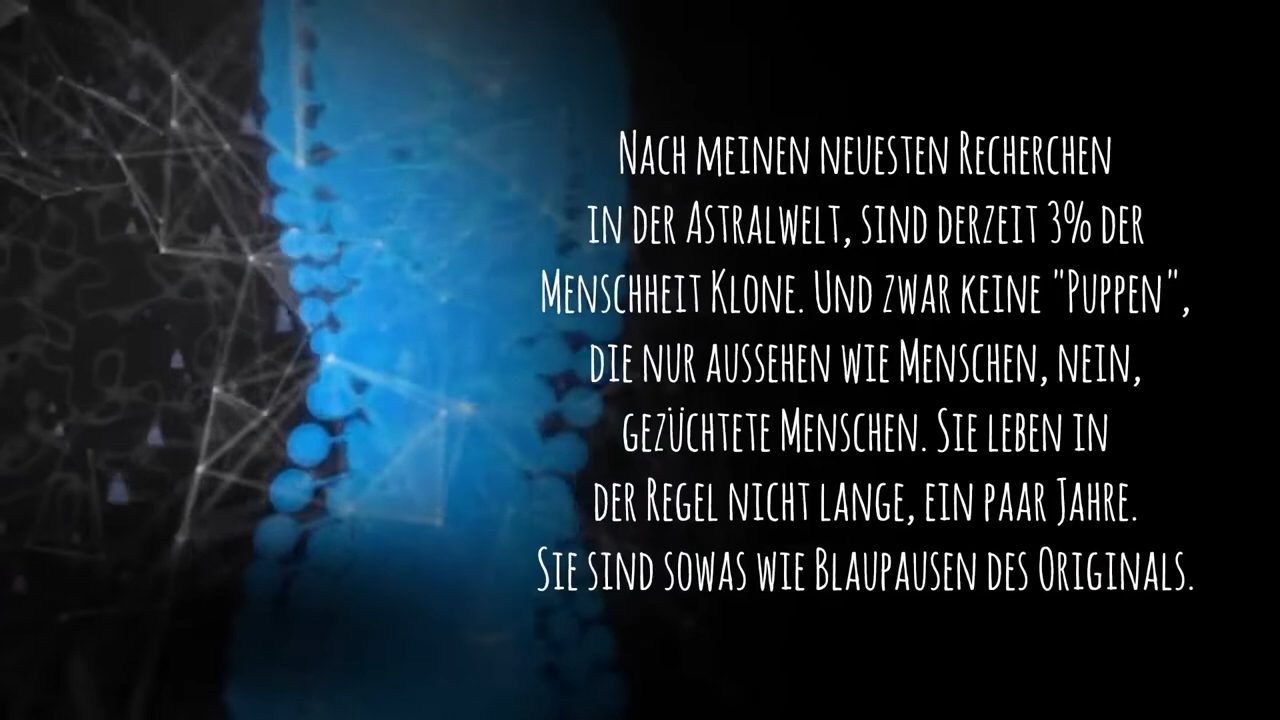 Nach meinen neuesten Recherchen
in der Astralwelt, sind derzeit 3% der
Menschheit Klone. Und zwar keine "Puppen",
die nur aussehen wie Menschen, nein,
gezüchtete Menschen. Sie leben in
der Regel nicht lange, ein paar Jahre.
Sie sind sowas wie Blaupausen des Originals.